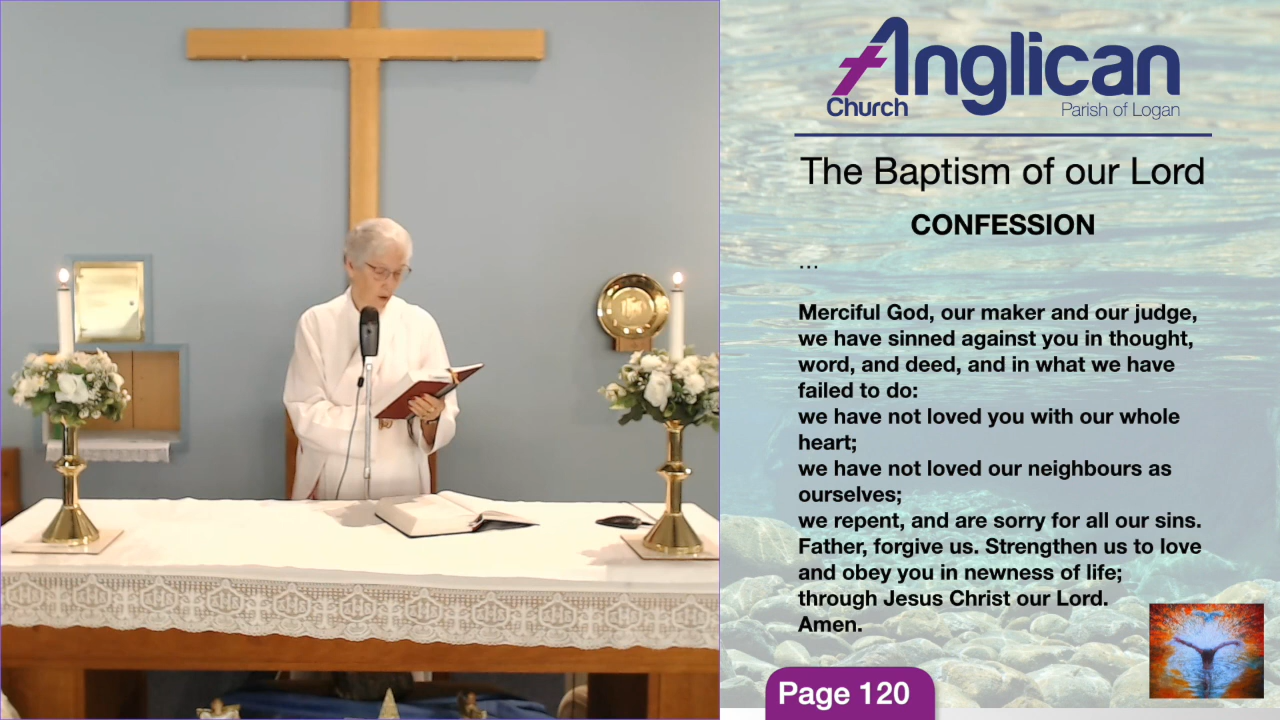 Anglican
Church
Parish of Logan
The Baptism of our Lord
CONFESSION
...
Merciful God, our maker and our judge,
we have sinned against you in thought,
word, and deed, and in what we have
failed to do:
we have not loved you with our whole
heart;
we have not loved our neighbours as
ourselves;
we repent, and are sorry for all our sins.
Father, forgive us. Strengthen us to love
and obey you in newness of life;
through Jesus Christ our Lord.
Amen.
Page 120
IHS